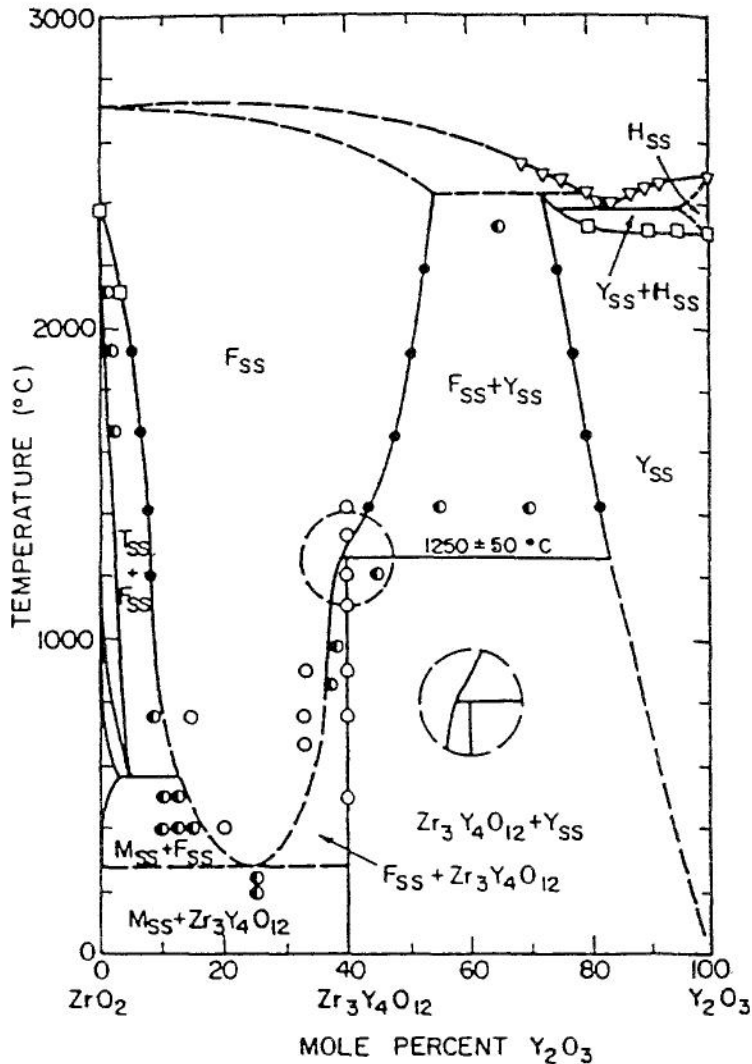 3000
2000
1000
0
TEMPERATURE (°C)
H_SS
Y_SS+H_SS
F_SS
F_SS+Y_SS
Y_SS
1250 ± 50 °C
T_SS
+
F_SS
Zr3Y4O12+Y_SS
M_SS+F_SS
F_SS+Zr3Y4O12
M_SS+Zr3Y4O12
0 20 40 60 80 100
ZrO2 Zr3Y4O12 Y2O3
MOLE PERCENT Y2O3